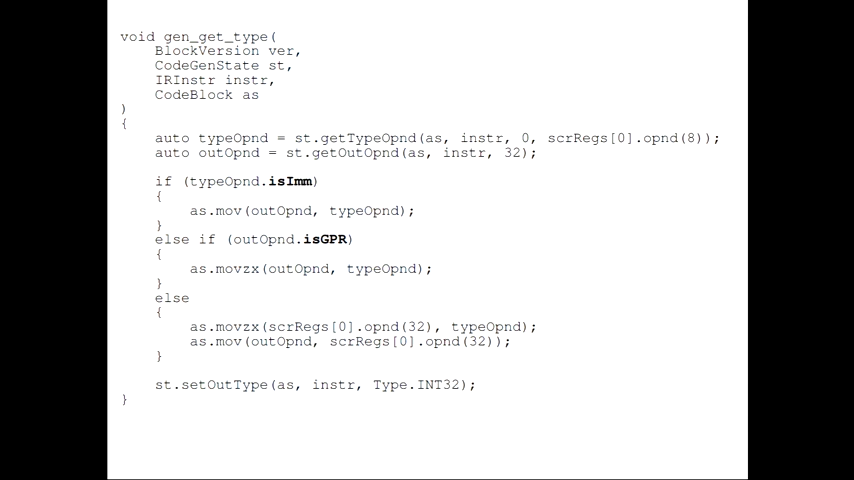 void gen_get_type(
    BlockVersion ver,
    CodeGenState st,
    IRInstr instr,
    CodeBlock as
)
{
    auto typeOpnd = st.getTypeOpnd(as, instr, 0, scrRegs[0].opnd(8));
    auto outOpnd = st.getOutOpnd(as, instr, 32);
    if (typeOpnd.isImm)
    {
        as.mov(outOpnd, typeOpnd);
    }
    else if (outOpnd.isGPR)
    {
        as.movzx(outOpnd, typeOpnd);
    }
    else
    {
        as.movzx(scrRegs[0].opnd(32), typeOpnd);
        as.mov(outOpnd, scrRegs[0].opnd(32));
    }
    st.setOutType(as, instr, Type.INT32);
}